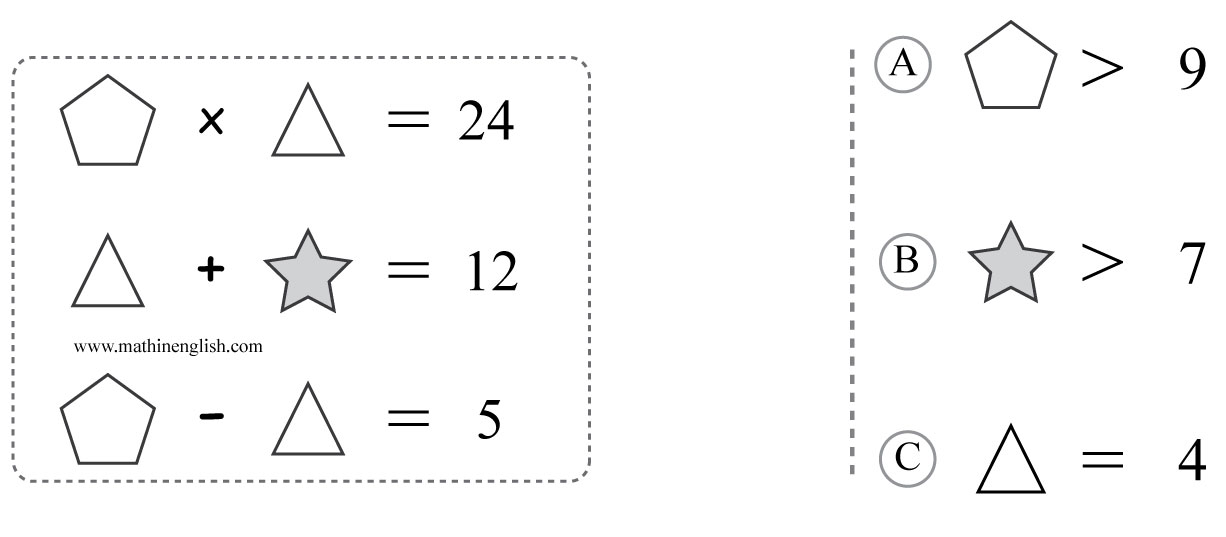 × = 24
+ = 12
www.mathinenglish.com
- = 5
A > 9
B > 7
C = 4